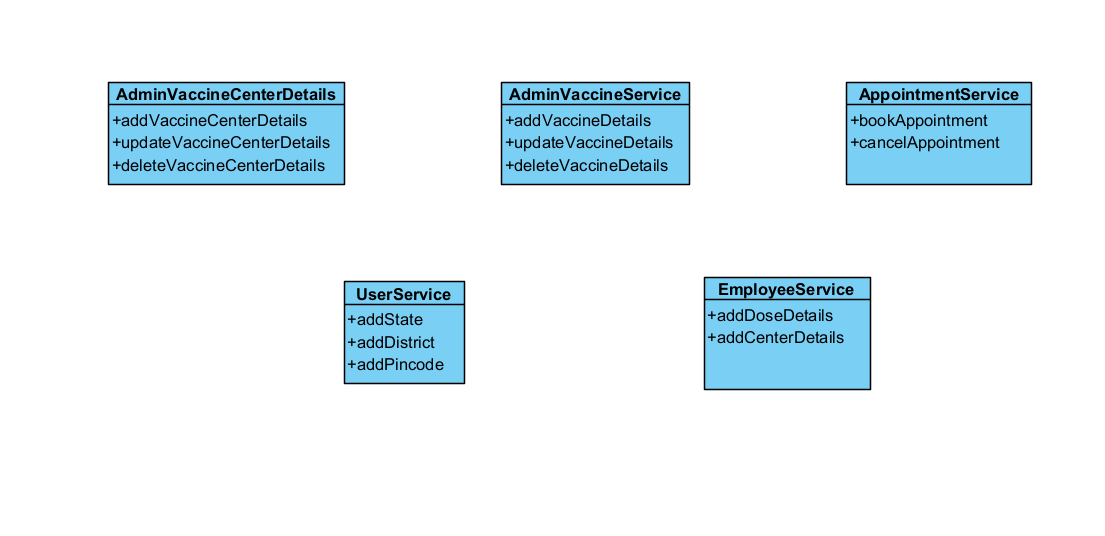 AdminVaccineCenterDetails
+addVaccineCenterDetails
+updateVaccineCenterDetails
+deleteVaccineCenterDetails
AdminVaccineService
+addVaccineDetails
+updateVaccineDetails
+deleteVaccineDetails
AppointmentService
+bookAppointment
+cancelAppointment
UserService
+addState
+addDistrict
+addPincode
EmployeeService
+addDoseDetails
+addCenterDetails